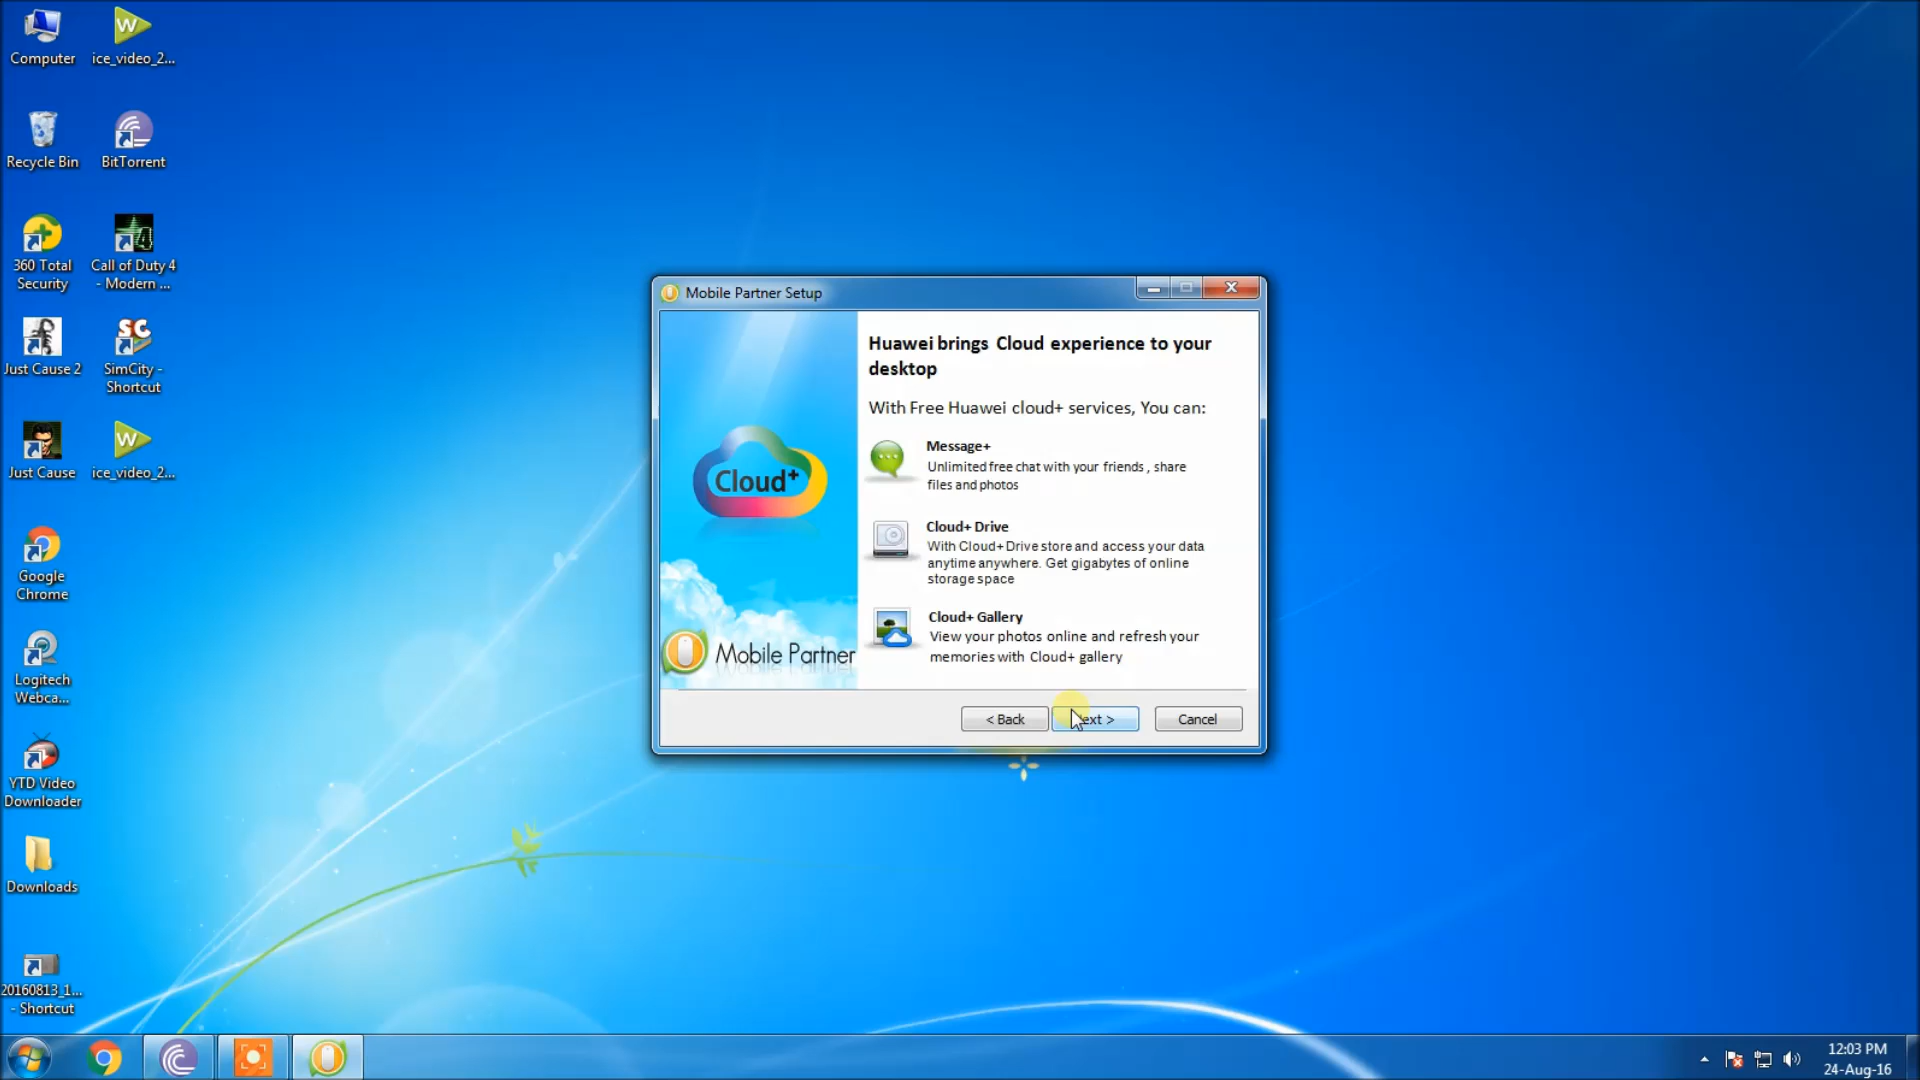 Computer
ice_video_2...
Recycle Bin
BitTorrent
360 Total
Security
Call of Duty 4
- Modern ...
Just Cause 2
SimCity -
Shortcut
Just Cause
ice_video_2...
Google
Chrome
Logitech
Webca...
YTD Video
Downloader
Downloads
20160813_1...
- Shortcut
Mobile Partner Setup
Cloud+
Mobile Partner
Huawei brings Cloud experience to your
desktop
With Free Huawei cloud+ services, You can:
Message+
Unlimited free chat with your friends , share
files and photos
Cloud+ Drive
With Cloud+ Drive store and access your data
anytime anywhere. Get gigabytes of online
storage space
Cloud+ Gallery
View your photos online and refresh your
memories with Cloud+ gallery
< Back
ext >
Cancel
12:03 PM
24-Aug-16